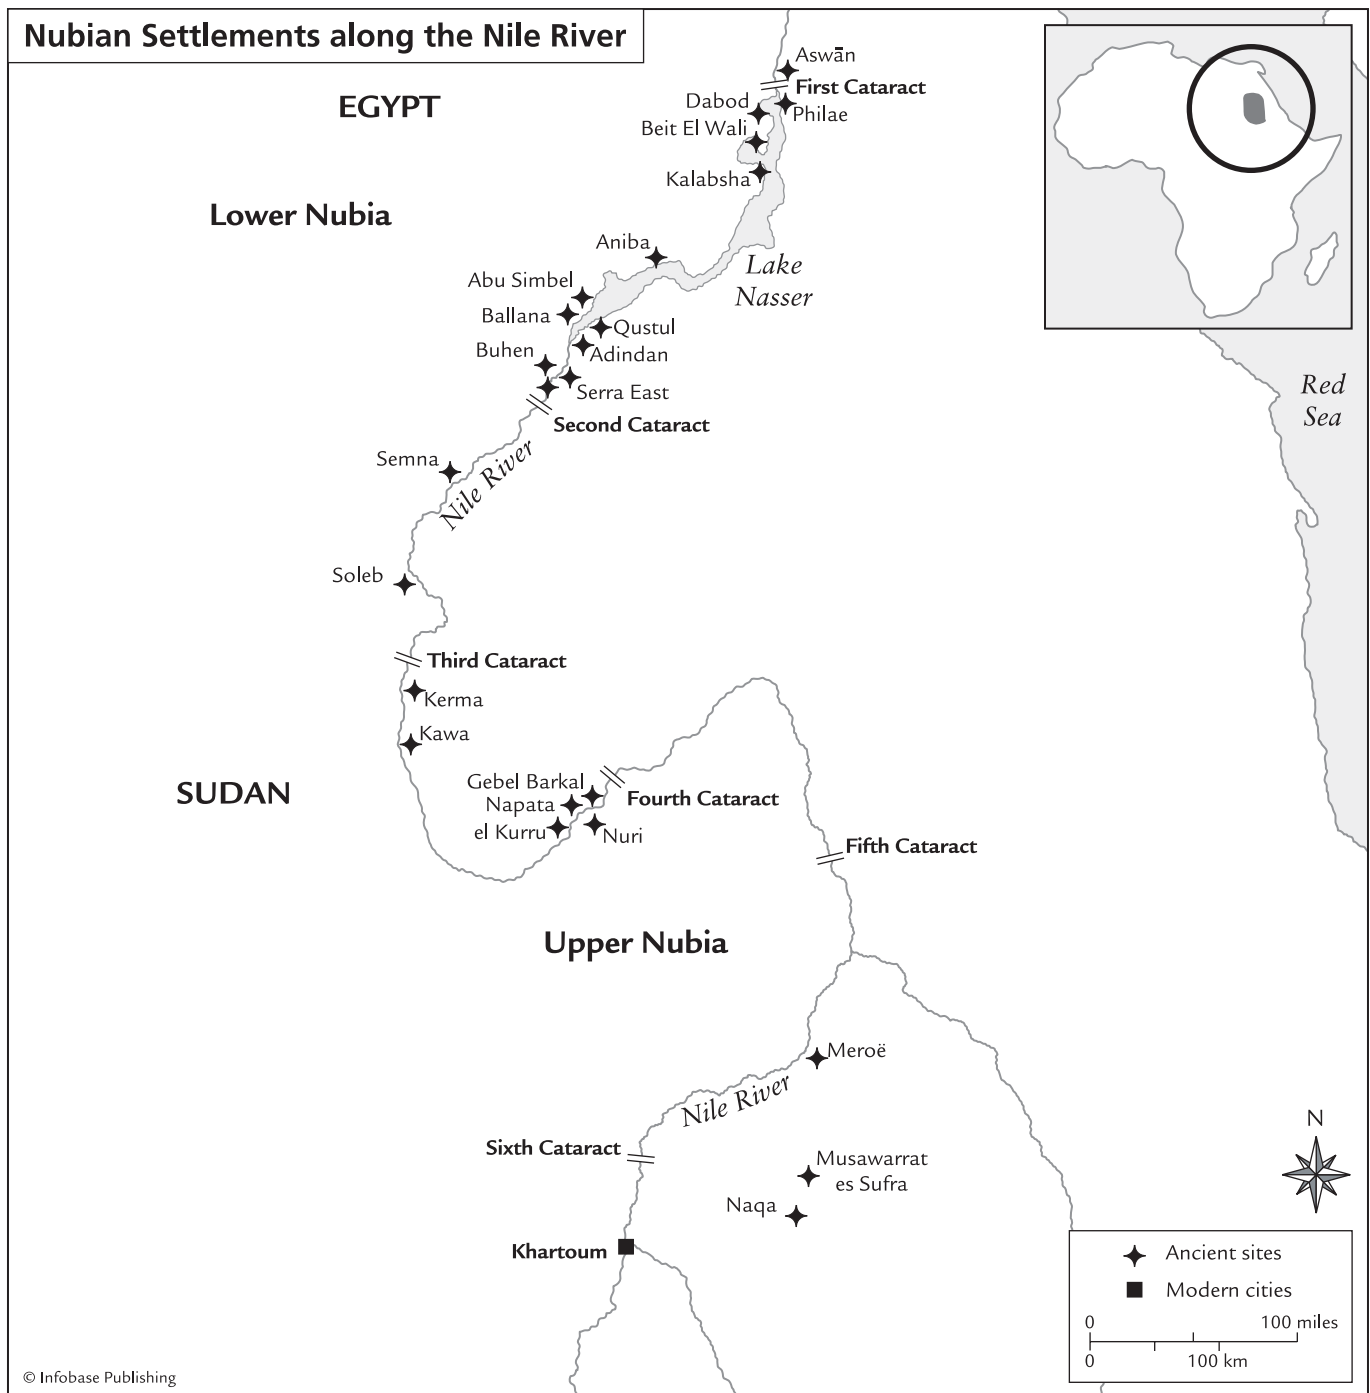 Nubian Settlements along the Nile River
EGYPT
Aswān
First Cataract
Dabod
Philae
Beit El Wali
Kalabsha
Lower Nubia
Aniba
Lake
Nasser
Abu Simbel
Ballana
Qustul
Buhen
Adindan
Serra East
Second Cataract
Red
Sea
Semna
Nile River
Soleb
Third Cataract
Kerma
Kawa
SUDAN
Gebel Barkal
Napata
Fourth Cataract
el Kurru
Nuri
Fifth Cataract
Upper Nubia
Meroë
Nile River
Sixth Cataract
Musawarrat
es Sufra
Naqa
Khartoum
N
Ancient sites
Modern cities
0 100 miles
0 100 km
© Infobase Publishing